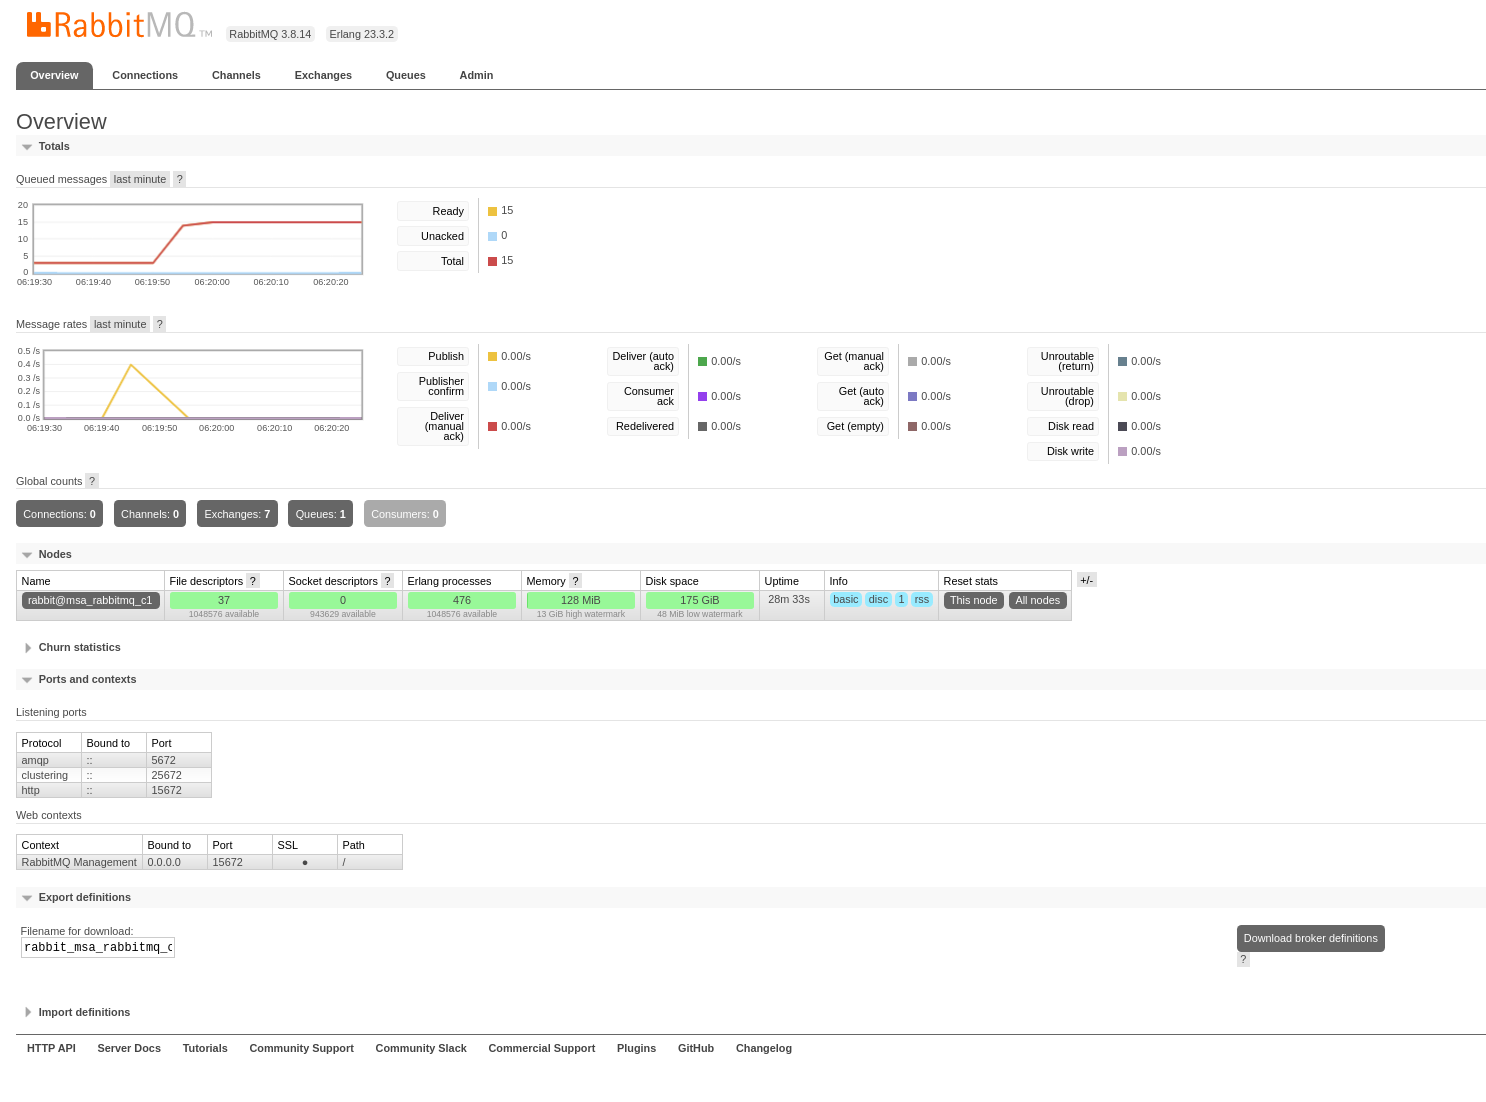 RabbitMQ TM RabbitMQ 3.8.14 Erlang 23.3.2
Overview Connections Channels Exchanges Queues Admin
Overview
Totals
Queued messages last minute ?
20
15
10
5
0
06:19:30 06:19:40 06:19:50 06:20:00 06:20:10 06:20:20
Ready 15
Unacked 0
Total 15
Message rates last minute ?
0.5 /s
0.4 /s
0.3 /s
0.2 /s
0.1 /s
0.0 /s
06:19:30 06:19:40 06:19:50 06:20:00 06:20:10 06:20:20
Publish 0.00/s
Publisher
confirm 0.00/s
Deliver
(manual
ack) 0.00/s
Deliver (auto
ack) 0.00/s
Consumer
ack 0.00/s
Redelivered 0.00/s
Get (manual
ack) 0.00/s
Get (auto
ack) 0.00/s
Get (empty) 0.00/s
Unroutable
(return) 0.00/s
Unroutable
(drop) 0.00/s
Disk read 0.00/s
Disk write 0.00/s
Global counts ?
Connections: 0 Channels: 0 Exchanges: 7 Queues: 1 Consumers: 0
Nodes
Name File descriptors ? Socket descriptors ? Erlang processes Memory ? Disk space Uptime Info Reset stats +/-
rabbit@msa_rabbitmq_c1 37 0 476 128 MiB 175 GiB 28m 33s basic disc 1 rss This node All nodes
1048576 available 943629 available 1048576 available 13 GiB high watermark 48 MiB low watermark
Churn statistics
Ports and contexts
Listening ports
Protocol Bound to Port
amqp :: 5672
clustering :: 25672
http :: 15672
Web contexts
Context Bound to Port SSL Path
RabbitMQ Management 0.0.0.0 15672 ● /
Export definitions
Filename for download:
rabbit_msa_rabbitmq_c
Download broker definitions
?
Import definitions
HTTP API Server Docs Tutorials Community Support Community Slack Commercial Support Plugins GitHub Changelog